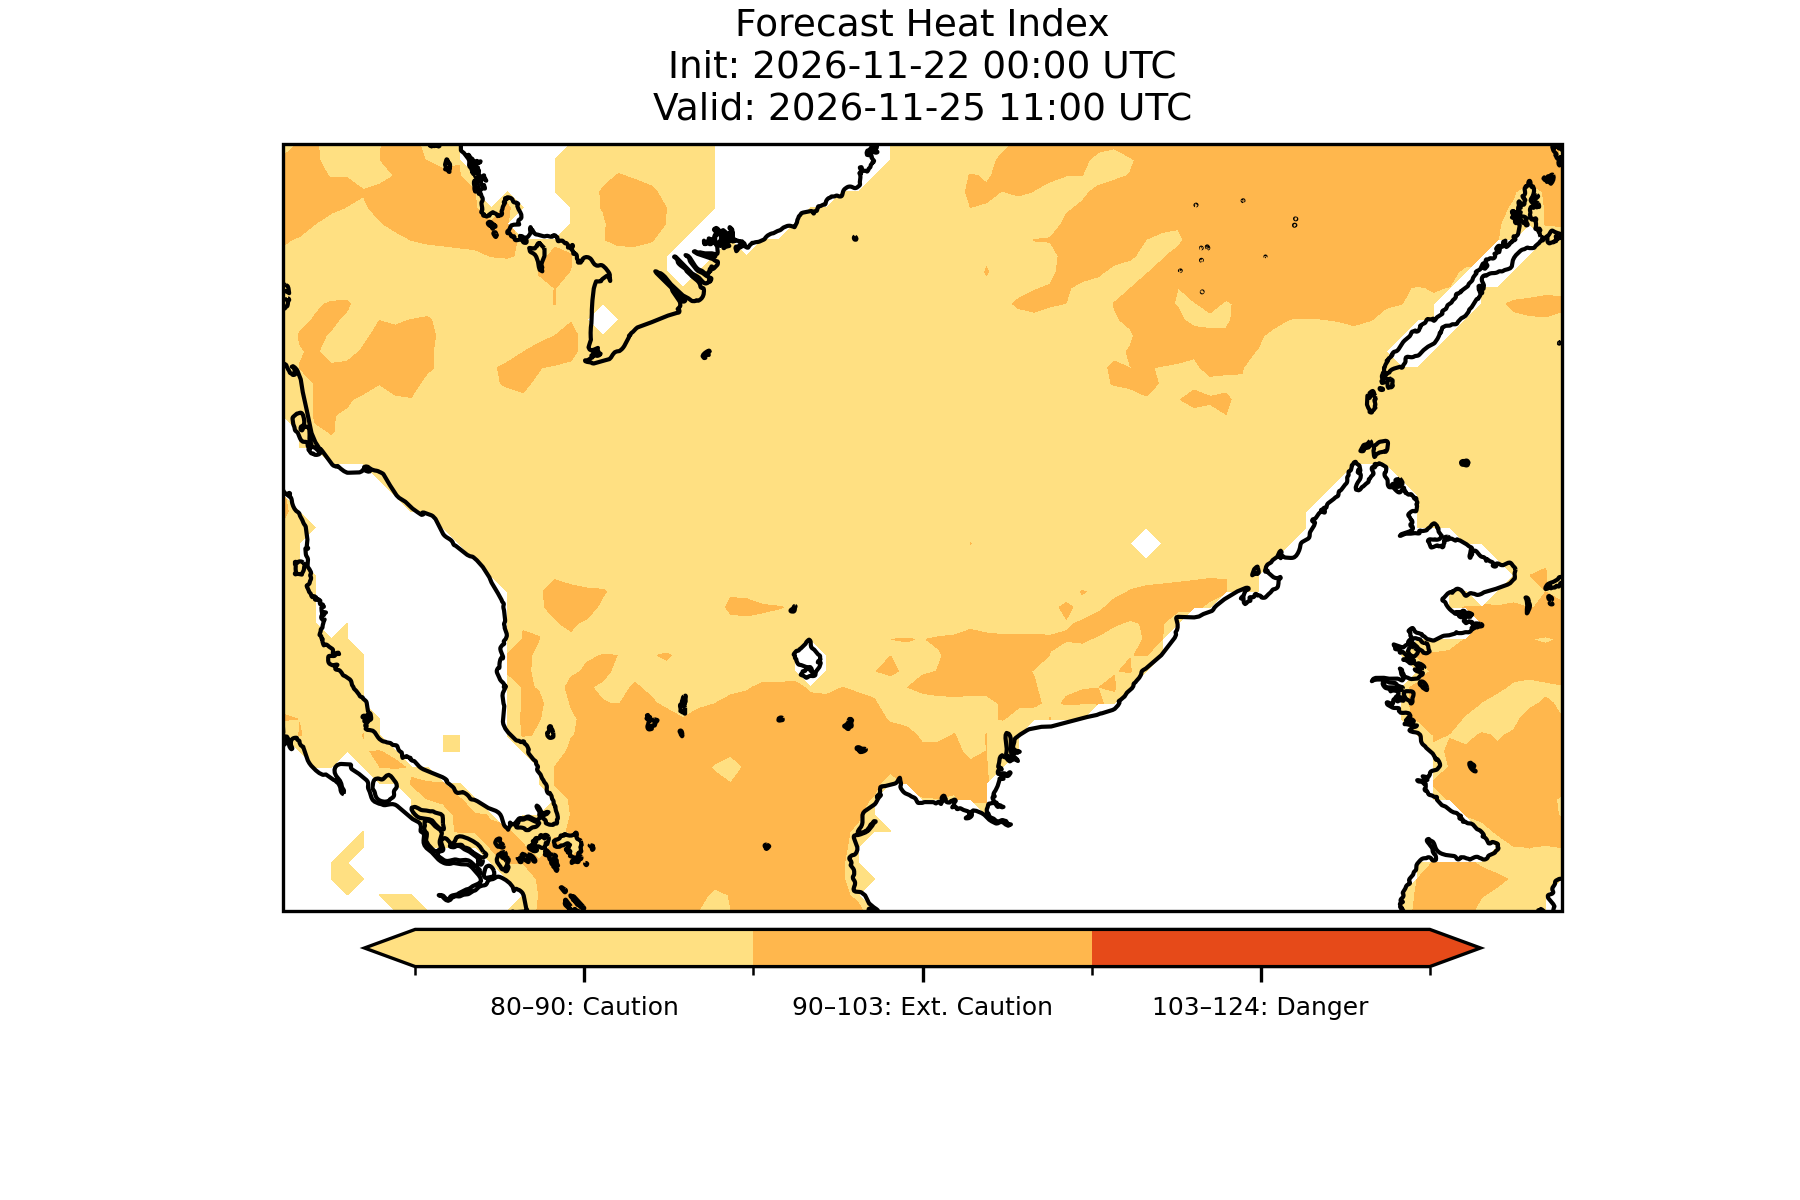 Forecast Heat Index
Init: 2026-11-22 00:00 UTC
Valid: 2026-11-25 11:00 UTC
80–90: Caution
90–103: Ext. Caution
103–124: Danger